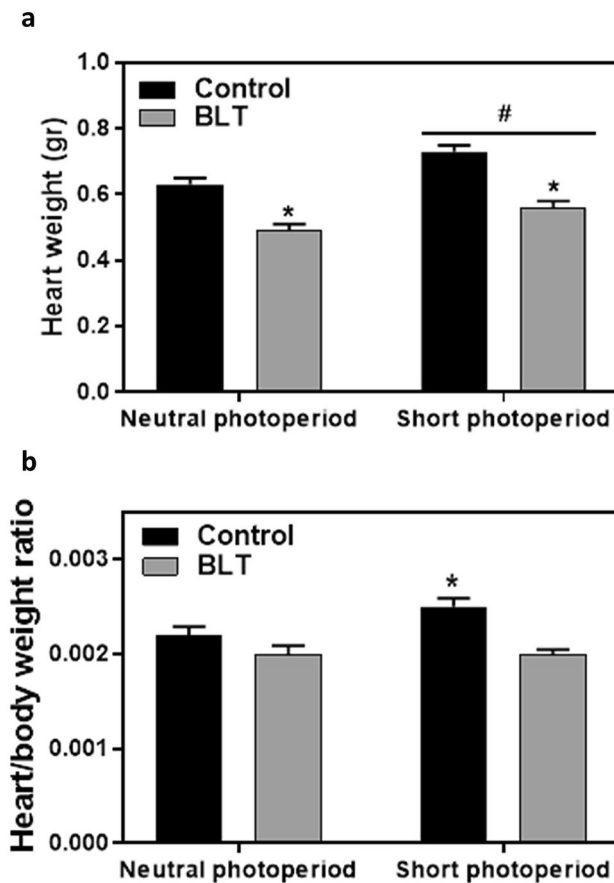 a
Heart weight (gr)
1.0
0.8
0.6
0.4
0.2
0.0
Control
BLT
#
*
*
Neutral photoperiod
Short photoperiod
b
Heart/body weight ratio
0.003
0.002
0.001
0.000
Control
BLT
*
Neutral photoperiod
Short photoperiod